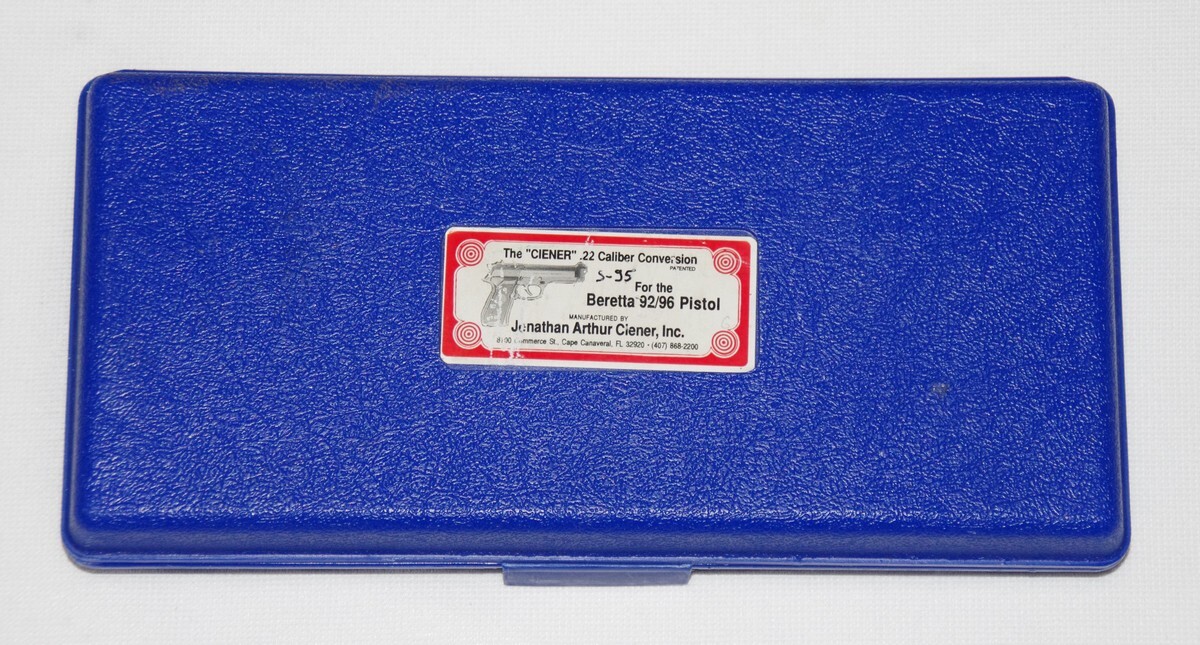 The "CIENER" .22 Caliber Conversion
PATENTED
S-95
For the
Beretta 92/96 Pistol
MANUFACTURED BY
Jonathan Arthur Ciener, Inc.
Commerce St., Cape Canaveral, FL 32920 • (407) 868-2200